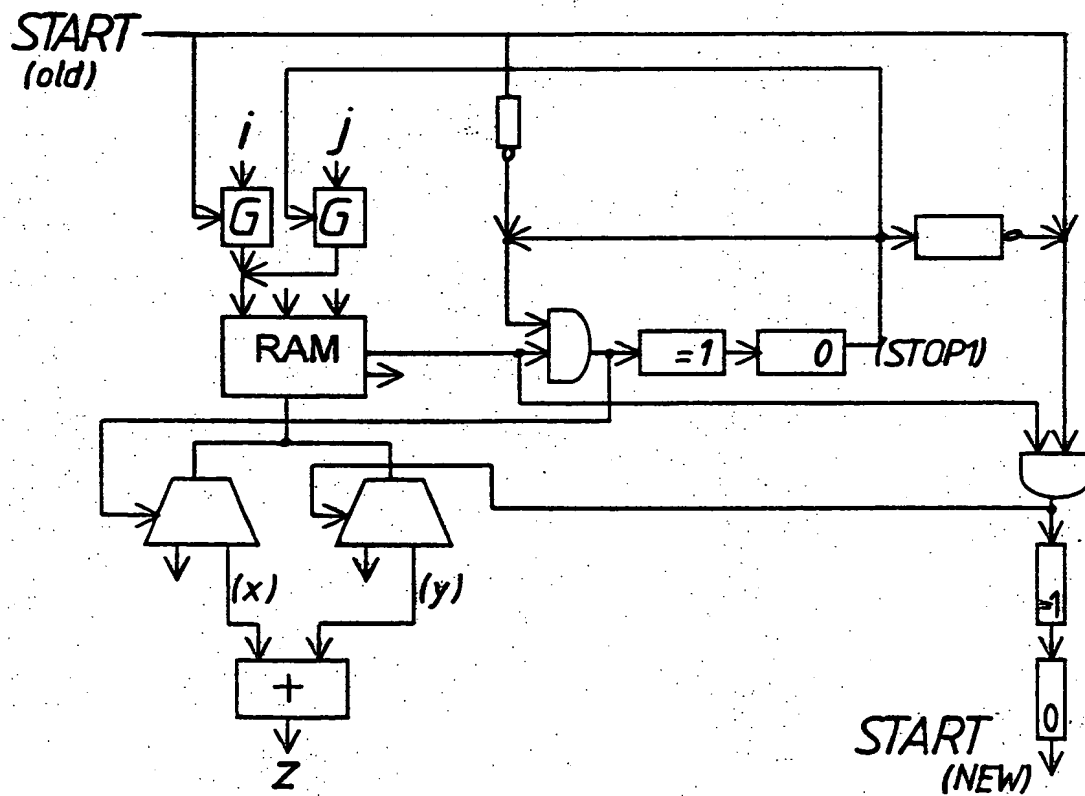 START
(old)
i j
G G
RAM
=1 0 (STOP1)
(x) (y)
=1
+
0
START
(NEW)
Z